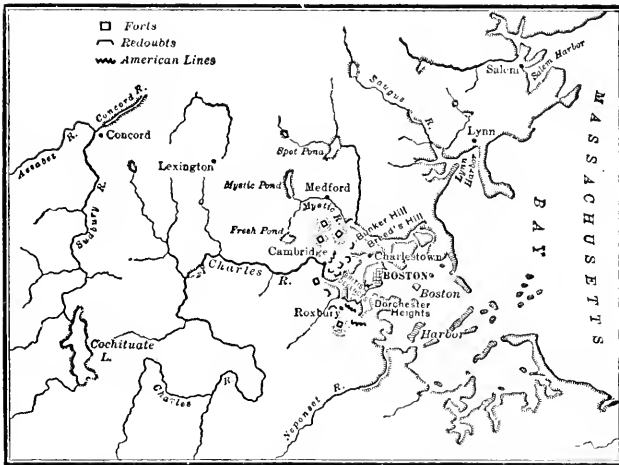 Forts
Redoubts
American Lines
Salem
Salem Harbor
Saugus R.
Lynn
Lynn Harbor
MASSACHUSETTS
BAY
Concord R.
Concord
Assabet R.
Sudbury R.
Lexington
Spot Pond
Mystic Pond
Medford
Mystic R.
Fresh Pond
Cambridge
Bunker Hill
Breed's Hill
Charlestown
Charles R.
BOSTON
Boston
Harbor
Roxbury
Dorchester
Heights
Cochituate
L.
Charles R
Neponset R.